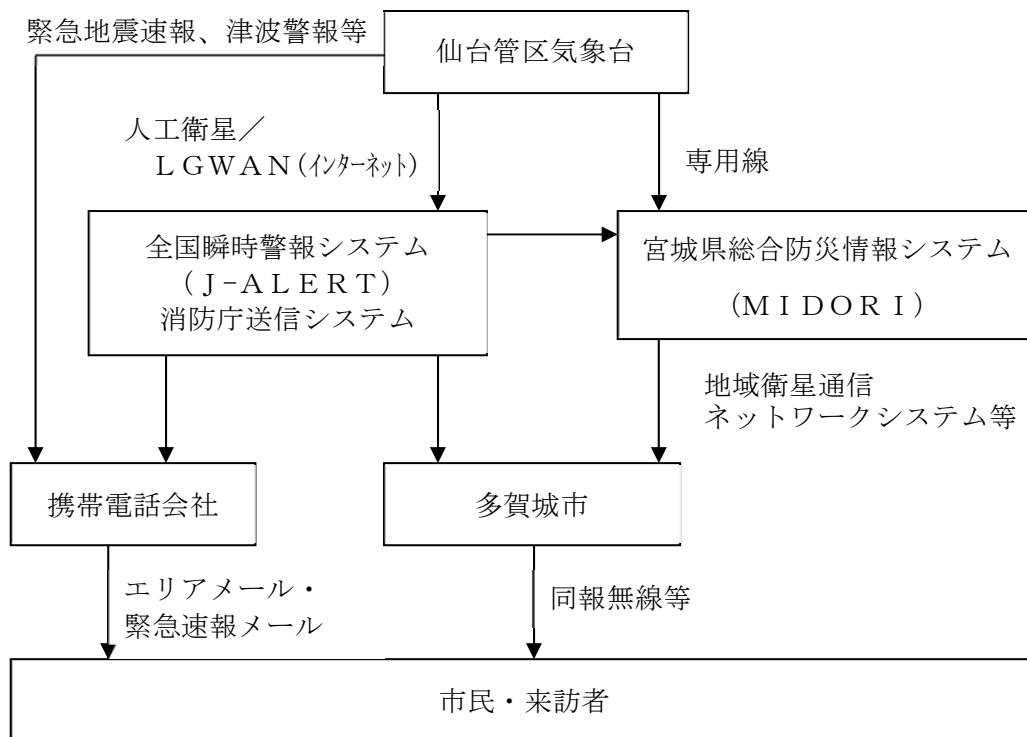 緊急地震速報、津波警報等
仙台管区気象台
人工衛星／
ＬＧＷＡＮ(ｲﾝﾀｰﾈｯﾄ)
専用線
全国瞬時警報システム
（Ｊ-ＡＬＥＲＴ）
消防庁送信システム
宮城県総合防災情報システム
(ＭＩＤＯＲＩ)
地域衛星通信
ネットワークシステム等
携帯電話会社
多賀城市
エリアメール・
緊急速報メール
同報無線等
市民・来訪者